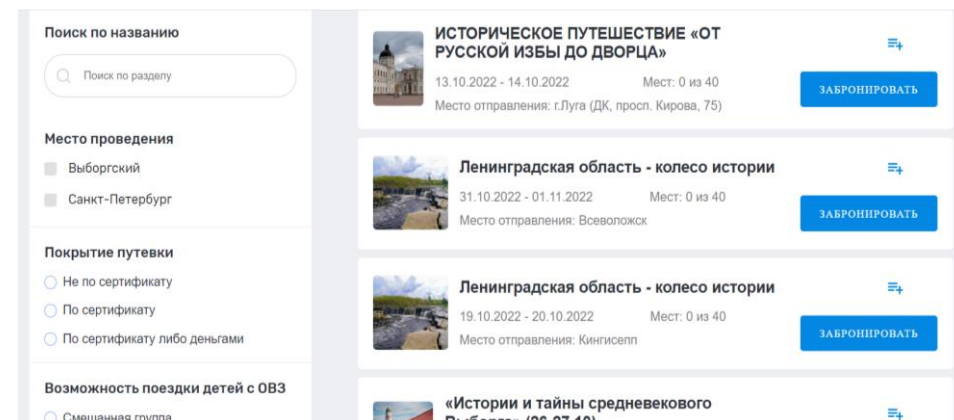 Поиск по названию
Поиск по разделу
Место проведения
Выборгский
Санкт-Петербург
Покрытие путевки
Не по сертификату
По сертификату
По сертификату либо деньгами
Возможность поездки детей с ОВЗ
Смешанная группа
ИСТОРИЧЕСКОЕ ПУТЕШЕСТВИЕ «ОТ
РУССКОЙ ИЗБЫ ДО ДВОРЦА»
13.10.2022 - 14.10.2022 Мест: 0 из 40
Место отправления: г.Луга (ДК, просп. Кирова, 75)
ЗАБРОНИРОВАТЬ
Ленинградская область - колесо истории
31.10.2022 - 01.11.2022 Мест: 0 из 40
Место отправления: Всеволожск
ЗАБРОНИРОВАТЬ
Ленинградская область - колесо истории
19.10.2022 - 20.10.2022 Мест: 0 из 40
Место отправления: Кингисепп
ЗАБРОНИРОВАТЬ
«Истории и тайны средневекового
Выборга» (26-27.10)